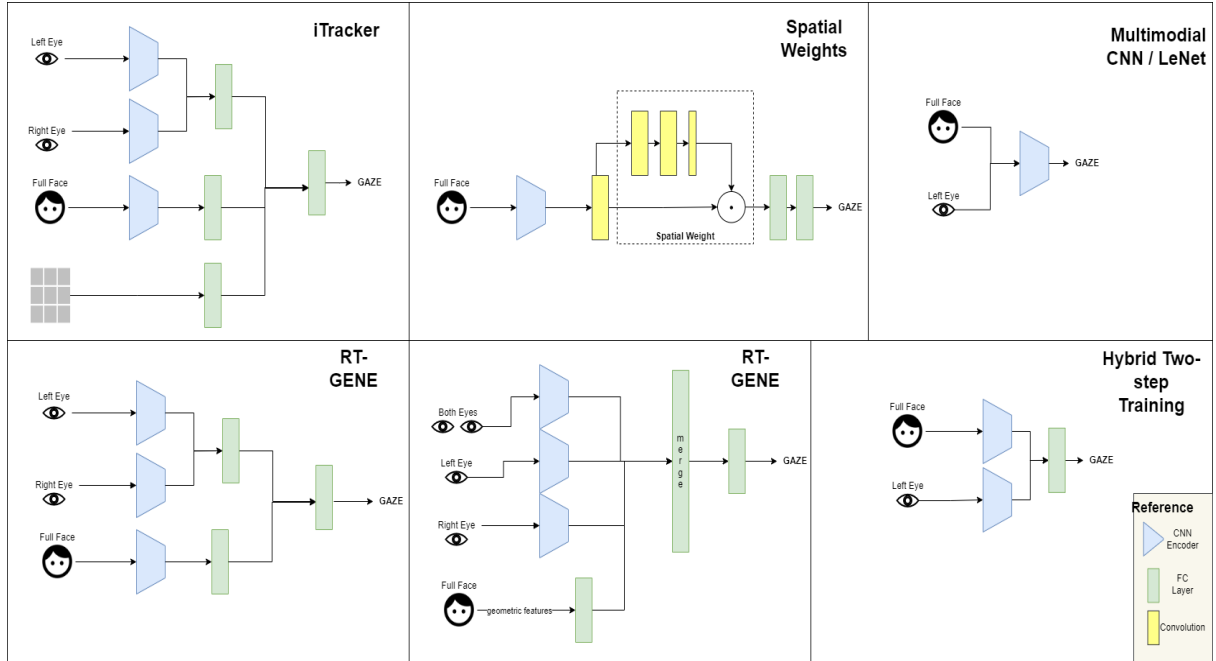 iTracker
Left Eye
Right Eye
Full Face
GAZE
Spatial
Weights
Full Face
Spatial Weight
GAZE
Multimodial
CNN / LeNet
Full Face
Left Eye
GAZE
RT-
GENE
Left Eye
Right Eye
Full Face
GAZE
RT-
GENE
Both Eyes
Left Eye
Right Eye
Full Face
geometric features
merge
GAZE
Hybrid Two-
step
Training
Full Face
Left Eye
GAZE
Reference
CNN
Encoder
FC
Layer
Convolution